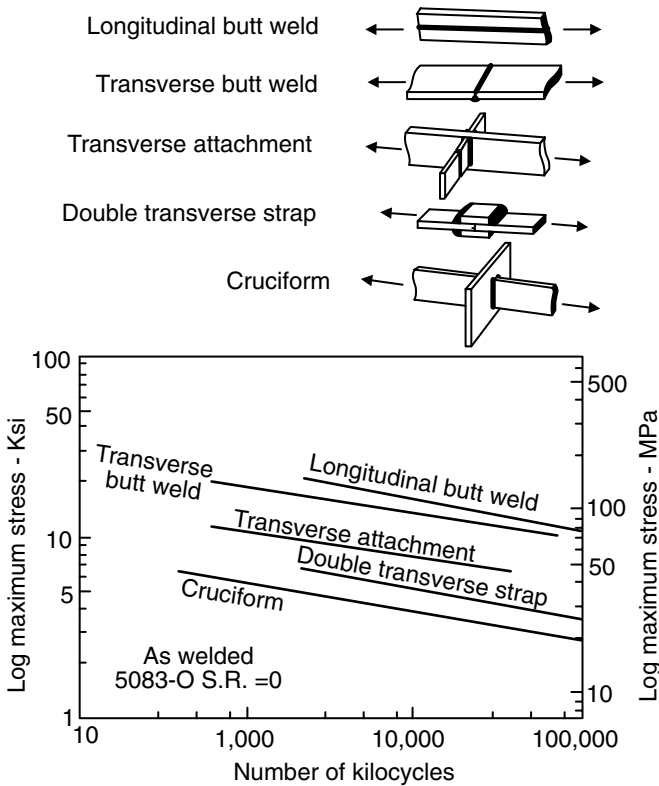 Longitudinal butt weld
Transverse butt weld
Transverse attachment
Double transverse strap
Cruciform
Log maximum stress - Ksi
100
50
10
5
1
Transverse
butt weld
Longitudinal butt weld
Transverse attachment
Double transverse strap
Cruciform
As welded
5083-O S.R. =0
500
100
50
10
Log maximum stress - MPa
10
1,000
10,000
100,000
Number of kilocycles